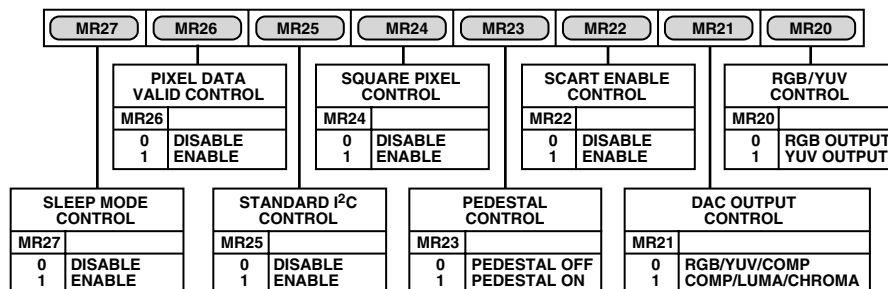 MR27 MR26 MR25 MR24 MR23 MR22 MR21 MR20
PIXEL DATA
VALID CONTROL
MR26
0 DISABLE
1 ENABLE
SQUARE PIXEL
CONTROL
MR24
0 DISABLE
1 ENABLE
SCART ENABLE
CONTROL
MR22
0 DISABLE
1 ENABLE
RGB/YUV
CONTROL
MR20
0 RGB OUTPUT
1 YUV OUTPUT
SLEEP MODE
CONTROL
MR27
0 DISABLE
1 ENABLE
STANDARD I²C
CONTROL
MR25
0 DISABLE
1 ENABLE
PEDESTAL
CONTROL
MR23
0 PEDESTAL OFF
1 PEDESTAL ON
DAC OUTPUT
CONTROL
MR21
0 RGB/YUV/COMP
1 COMP/LUMA/CHROMA